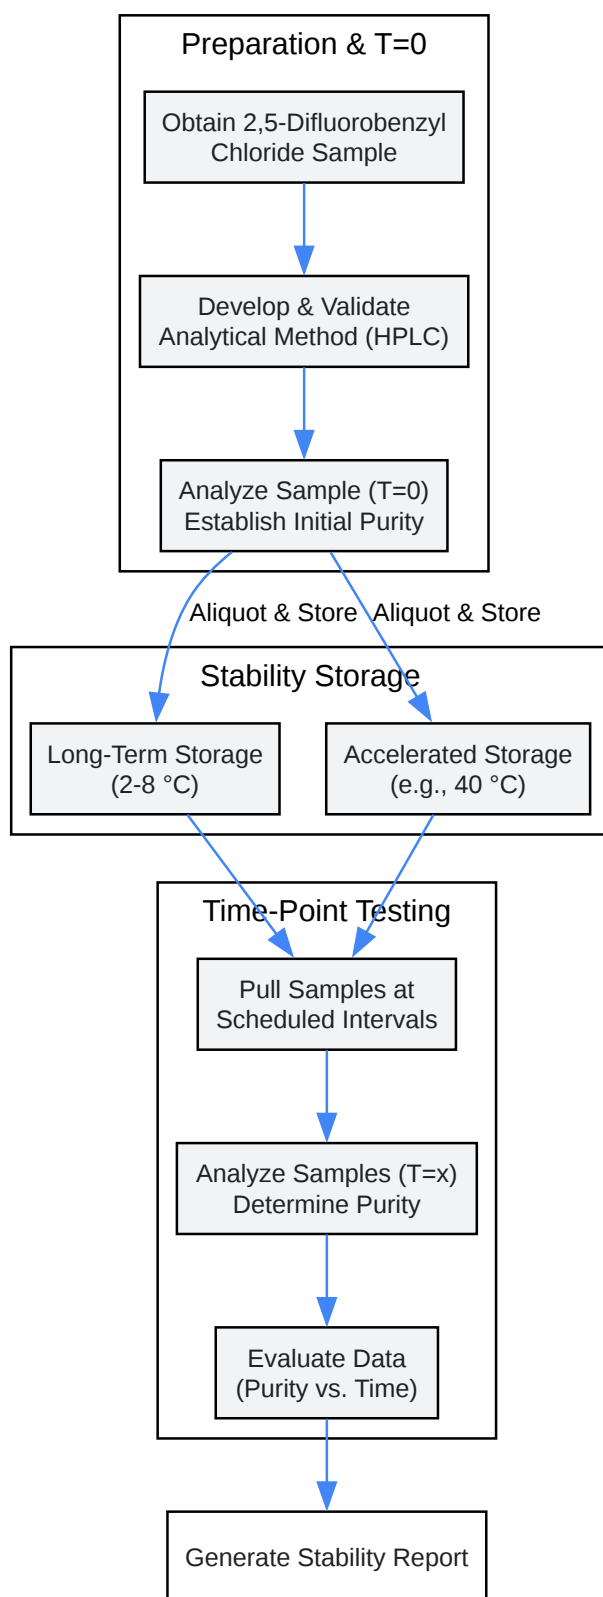 Preparation & T=0
Obtain 2,5-Difluorobenzyl
Chloride Sample
Develop & Validate
Analytical Method (HPLC)
Analyze Sample (T=0)
Establish Initial Purity
Aliquot & Store
Aliquot & Store
Stability Storage
Long-Term Storage
(2-8 °C)
Accelerated Storage
(e.g., 40 °C)
Time-Point Testing
Pull Samples at
Scheduled Intervals
Analyze Samples (T=x)
Determine Purity
Evaluate Data
(Purity vs. Time)
Generate Stability Report